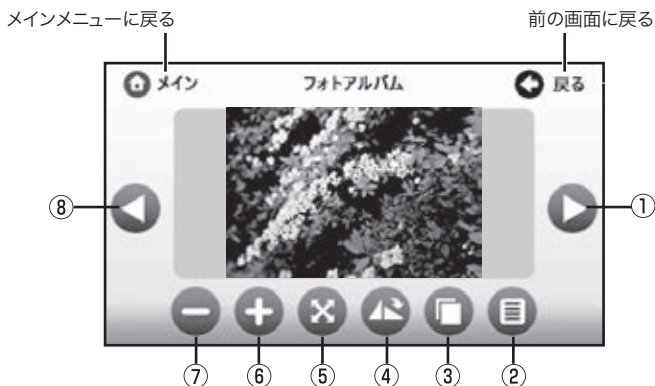 メインメニューに戻る 前の画面に戻る
メイン フォトアルバム 戻る
⑧ ①
⑦ ⑥ ⑤ ④ ③ ②